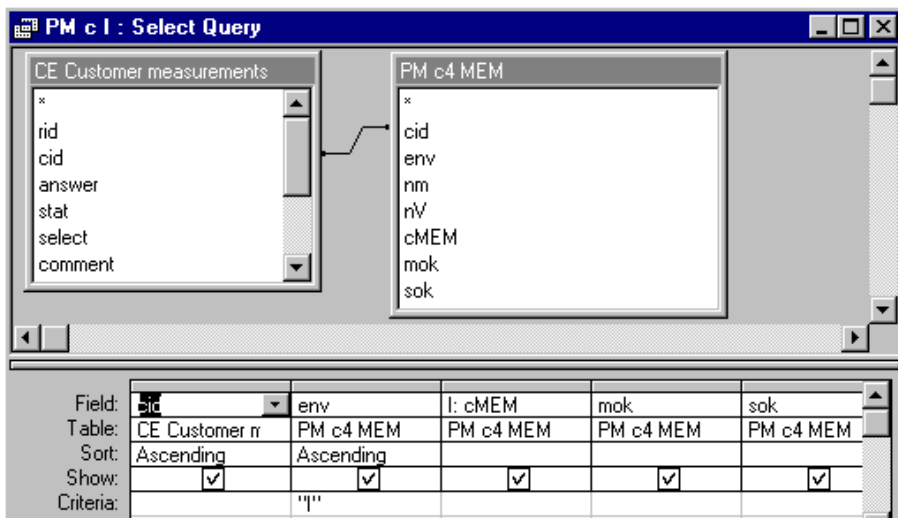 PM c I : Select Query
CE Customer measurements
*
rid
cid
answer
stat
select
comment
PM c4 MEM
*
cid
env
nm
nV
cMEM
mok
sok
Field: cid env I: cMEM mok sok
Table: CE Customer m PM c4 MEM PM c4 MEM PM c4 MEM PM c4 MEM
Sort: Ascending Ascending
Show:
Criteria: "I"